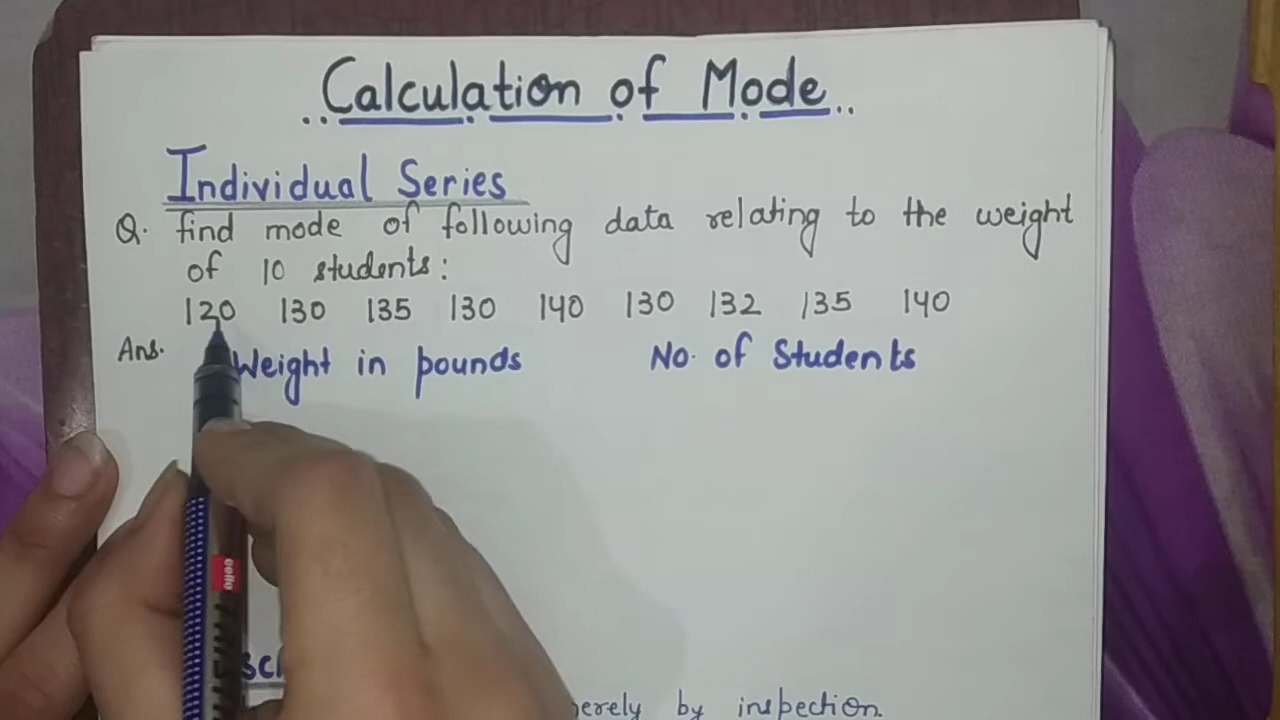 Calculation of Mode
Individual Series
Q. find mode of following data relating to the weight
of 10 students:
120 130 135 130 140 130 132 135 140
Ans. Weight in pounds No. of Students
cello
by inspection.